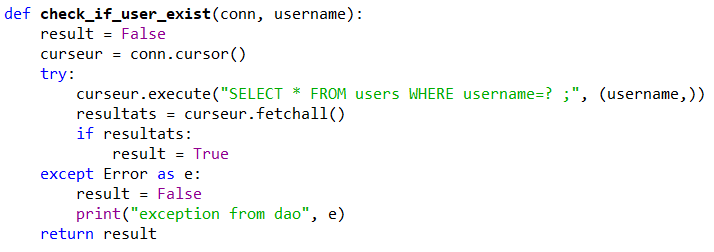 def check_if_user_exist(conn, username):
    result = False
    curseur = conn.cursor()
    try:
        curseur.execute("SELECT * FROM users WHERE username=? ;", (username,))
        resultats = curseur.fetchall()
        if resultats:
            result = True
    except Error as e:
        result = False
        print("exception from dao", e)
    return result